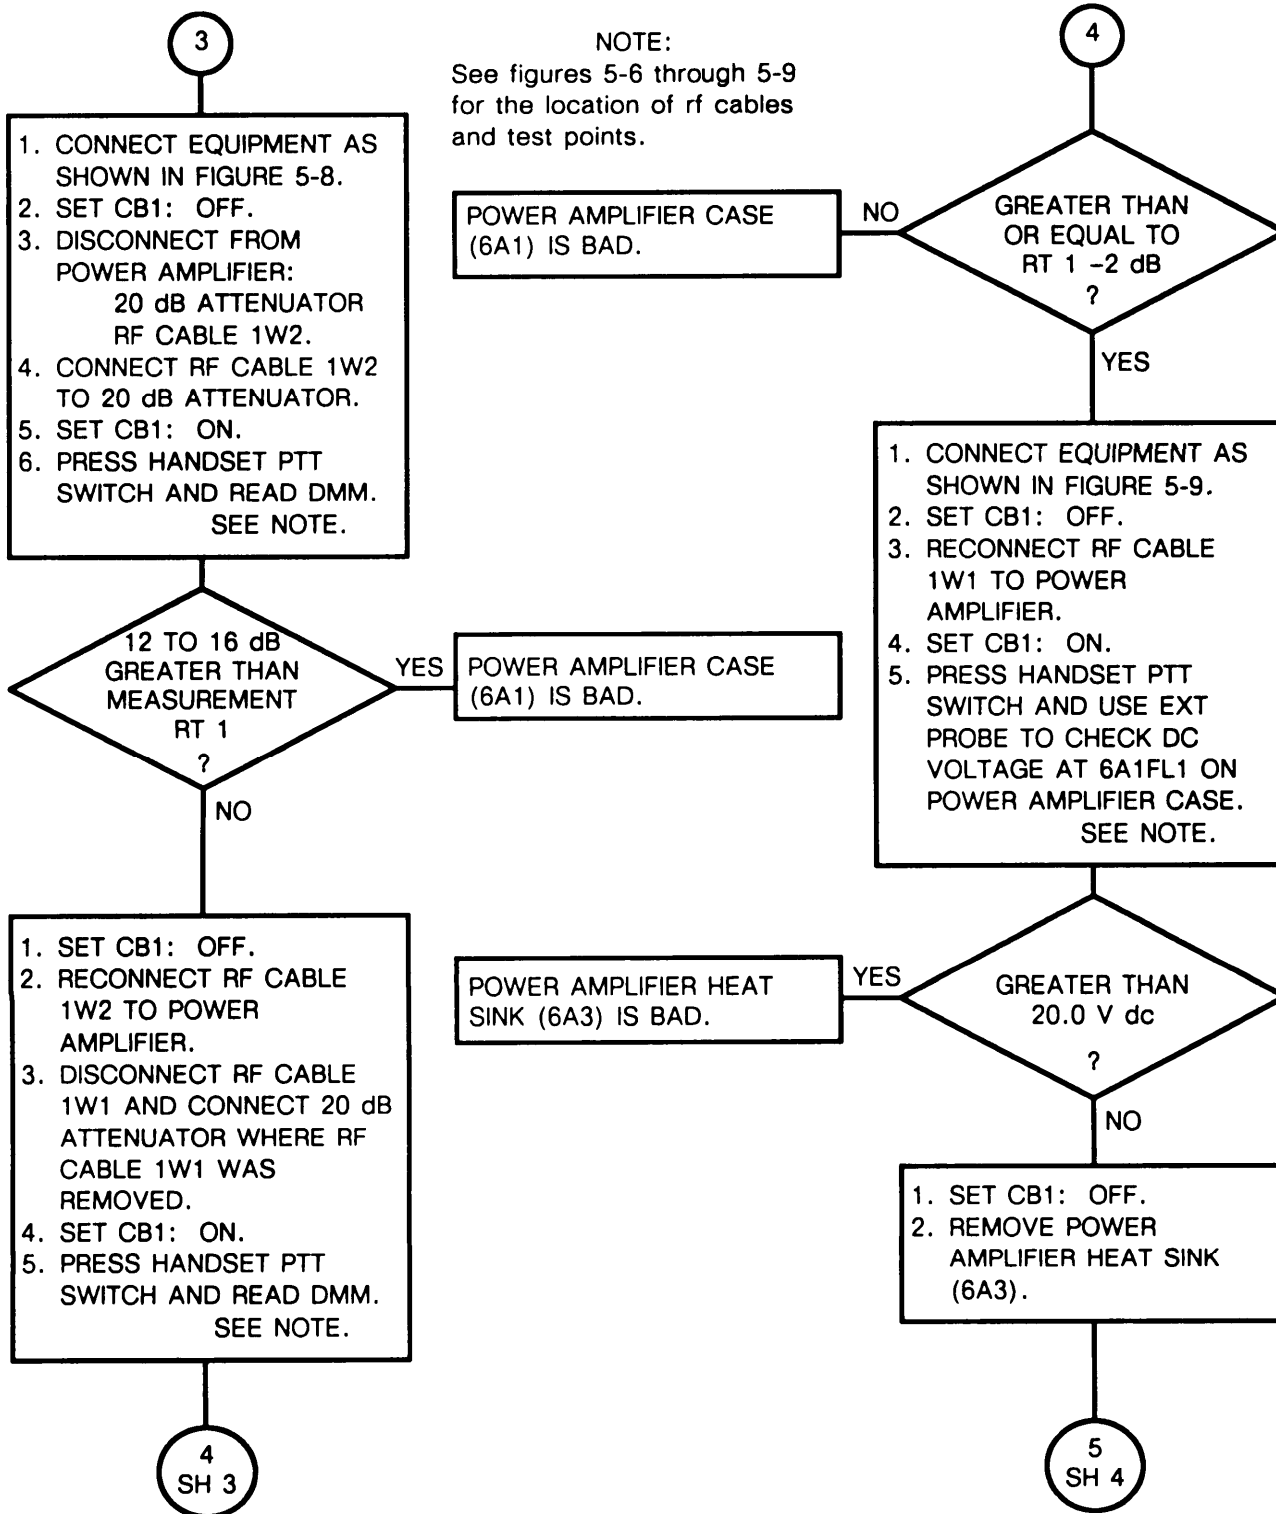 3
1. CONNECT EQUIPMENT AS
SHOWN IN FIGURE 5-8.
2. SET CB1: OFF.
3. DISCONNECT FROM
POWER AMPLIFIER:
20 dB ATTENUATOR
RF CABLE 1W2.
4. CONNECT RF CABLE 1W2
TO 20 dB ATTENUATOR.
5. SET CB1: ON.
6. PRESS HANDSET PTT
SWITCH AND READ DMM.
SEE NOTE.
12 TO 16 dB
GREATER THAN
MEASUREMENT
RT 1
?
YES
POWER AMPLIFIER CASE
(6A1) IS BAD.
NO
1. SET CB1: OFF.
2. RECONNECT RF CABLE
1W2 TO POWER
AMPLIFIER.
3. DISCONNECT RF CABLE
1W1 AND CONNECT 20 dB
ATTENUATOR WHERE RF
CABLE 1W1 WAS
REMOVED.
4. SET CB1: ON.
5. PRESS HANDSET PTT
SWITCH AND READ DMM.
SEE NOTE.
4
SH 3
NOTE:
See figures 5-6 through 5-9
for the location of rf cables
and test points.
4
GREATER THAN
OR EQUAL TO
RT 1 -2 dB
?
NO
POWER AMPLIFIER CASE
(6A1) IS BAD.
YES
1. CONNECT EQUIPMENT AS
SHOWN IN FIGURE 5-9.
2. SET CB1: OFF.
3. RECONNECT RF CABLE
1W1 TO POWER
AMPLIFIER.
4. SET CB1: ON.
5. PRESS HANDSET PTT
SWITCH AND USE EXT
PROBE TO CHECK DC
VOLTAGE AT 6A1FL1 ON
POWER AMPLIFIER CASE.
SEE NOTE.
GREATER THAN
20.0 V dc
?
YES
POWER AMPLIFIER HEAT
SINK (6A3) IS BAD.
NO
1. SET CB1: OFF.
2. REMOVE POWER
AMPLIFIER HEAT SINK
(6A3).
5
SH 4